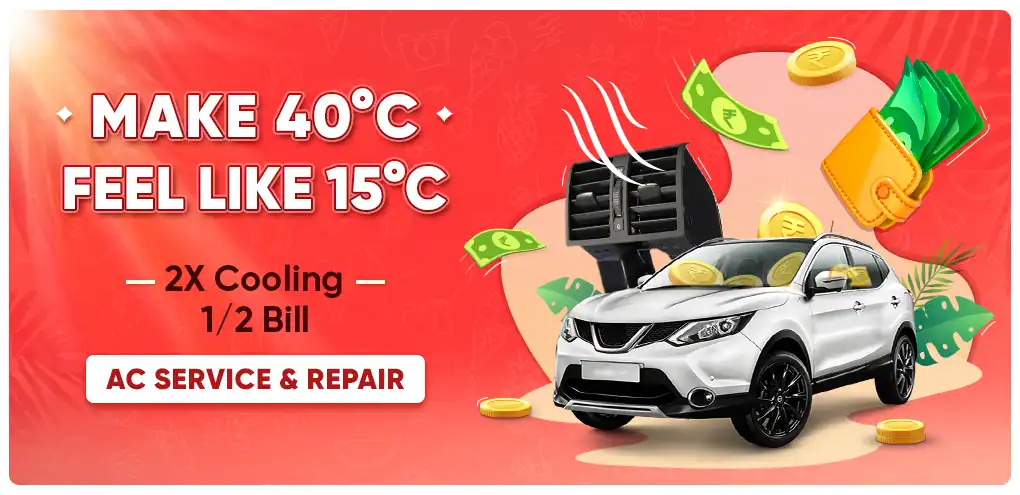 MAKE 40°C
FEEL LIKE 15°C
2X Cooling
1/2 Bill
AC SERVICE & REPAIR